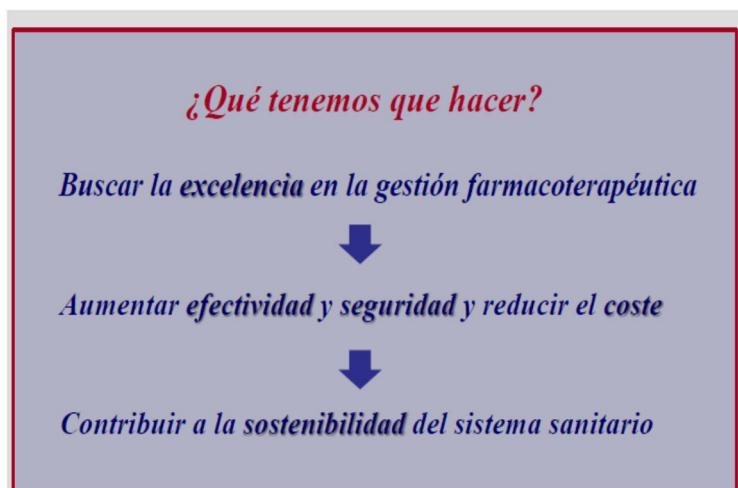 ¿Qué tenemos que hacer?
Buscar la excelencia en la gestión farmacoterapéutica
Aumentar efectividad y seguridad y reducir el coste
Contribuir a la sostenibilidad del sistema sanitario